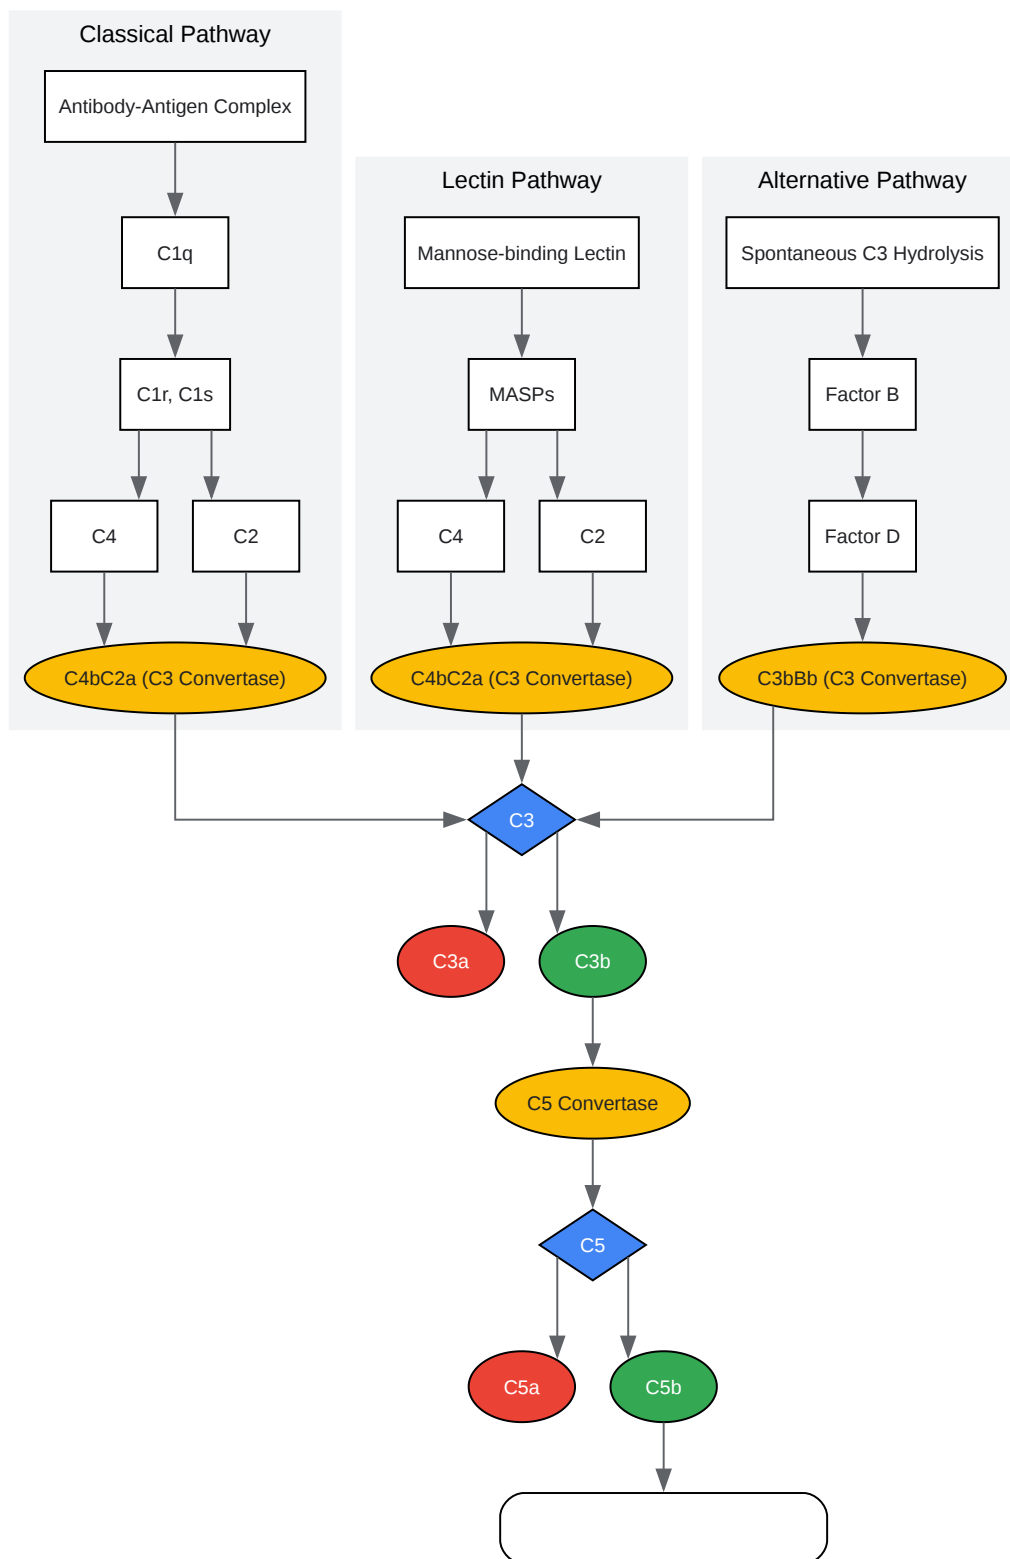 Classical Pathway
Antibody-Antigen Complex
Lectin Pathway
Alternative Pathway
C1q
Mannose-binding Lectin
Spontaneous C3 Hydrolysis
C1r, C1s
MASPs
Factor B
C4
C2
C4
C2
Factor D
C4bC2a (C3 Convertase)
C4bC2a (C3 Convertase)
C3bBb (C3 Convertase)
C3
C3a
C3b
C5 Convertase
C5
C5a
C5b